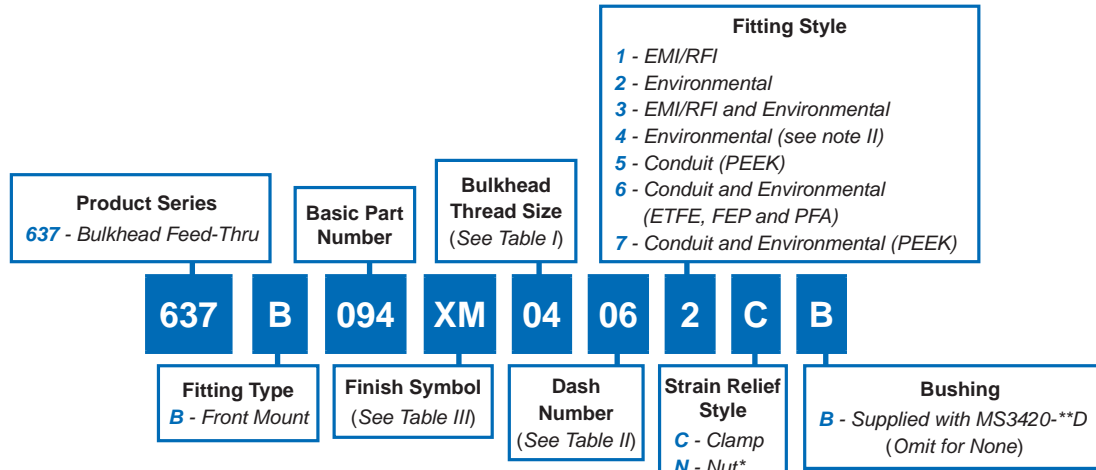 Fitting Style
1 - EMI/RFI
2 - Environmental
3 - EMI/RFI and Environmental
4 - Environmental (see note II)
5 - Conduit (PEEK)
6 - Conduit and Environmental
(ETFE, FEP and PFA)
7 - Conduit and Environmental (PEEK)
Product Series
637 - Bulkhead Feed-Thru
Basic Part
Number
Bulkhead
Thread Size
(See Table I)
637 B 094 XM 04 06 2 C B
Fitting Type
B - Front Mount
Finish Symbol
(See Table III)
Dash
Number
(See Table II)
Strain Relief
Style
C - Clamp
N - Nut*
Bushing
B - Supplied with MS3420-**D
(Omit for None)